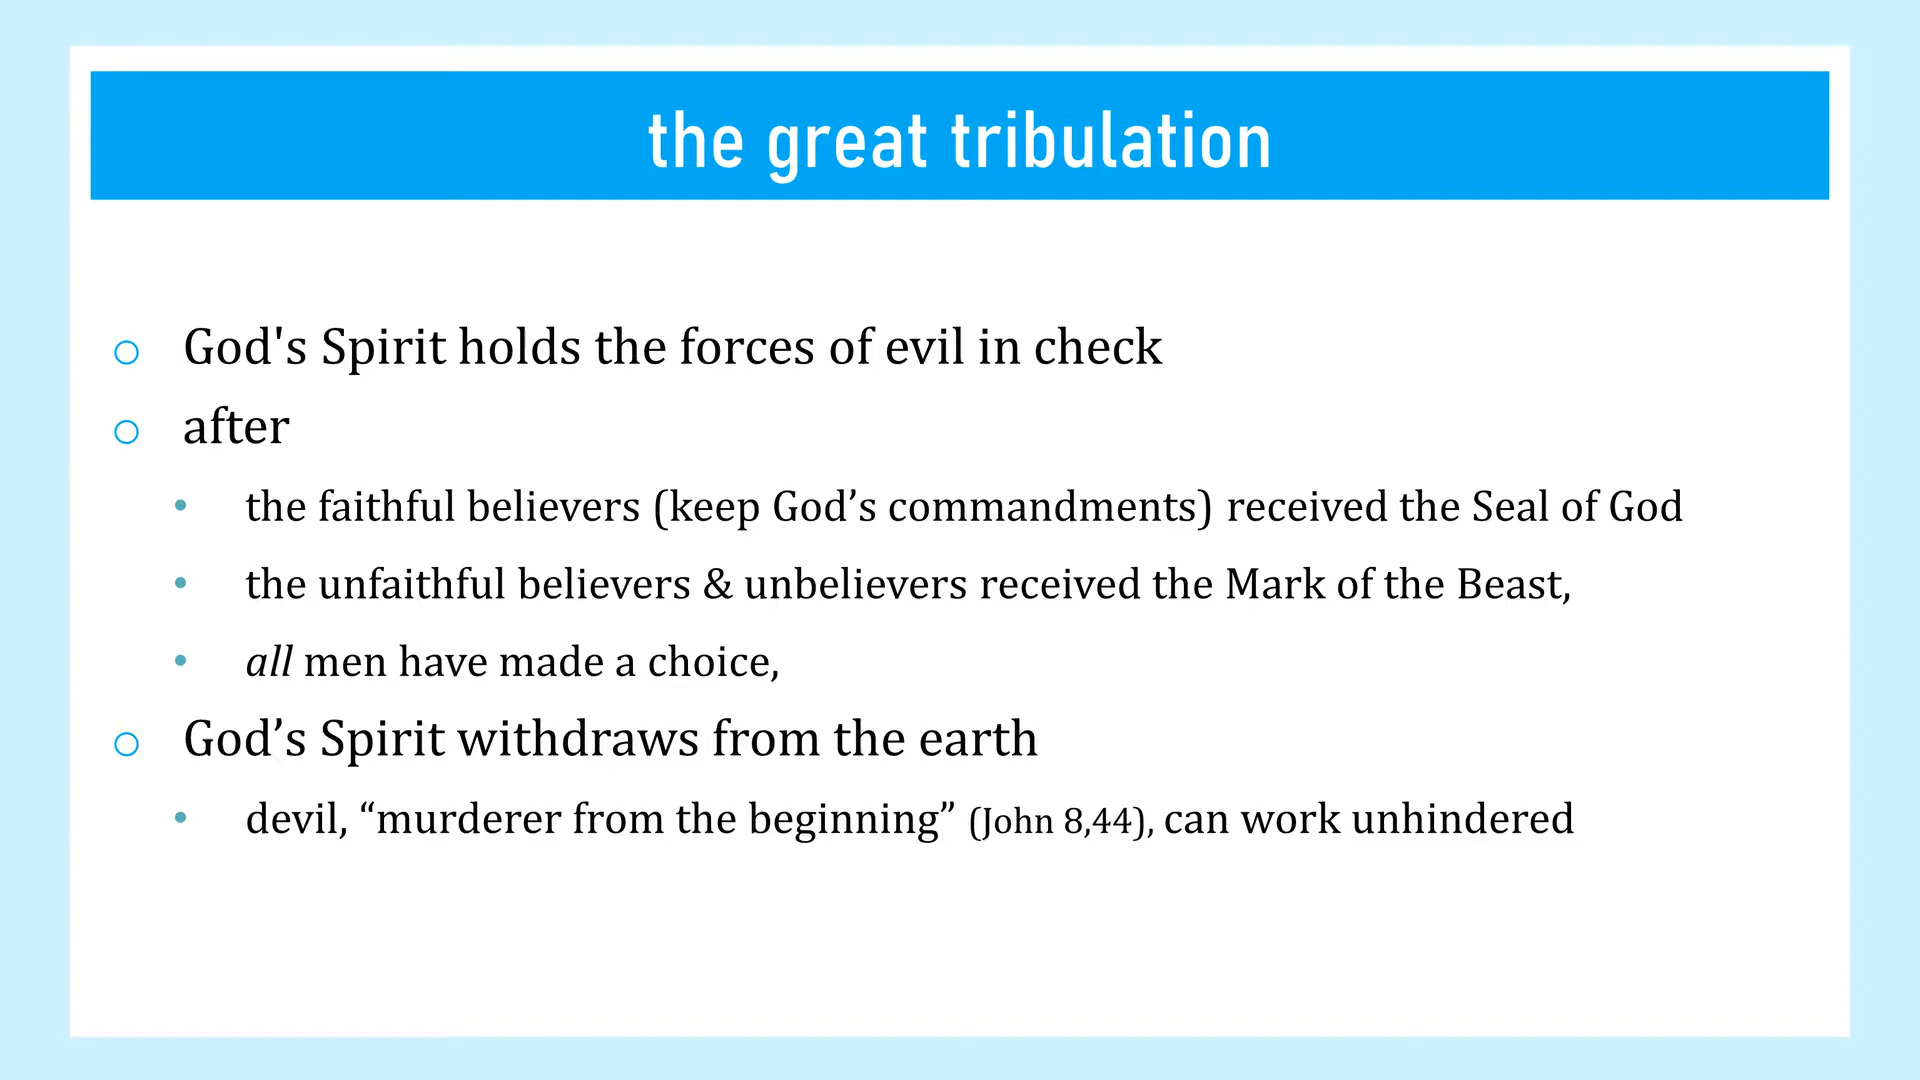 the great tribulation
God's Spirit holds the forces of evil in check
after
the faithful believers (keep God’s commandments) received the Seal of God
the unfaithful believers & unbelievers received the Mark of the Beast,
all men have made a choice,
God’s Spirit withdraws from the earth
devil, “murderer from the beginning” (John 8,44), can work unhindered